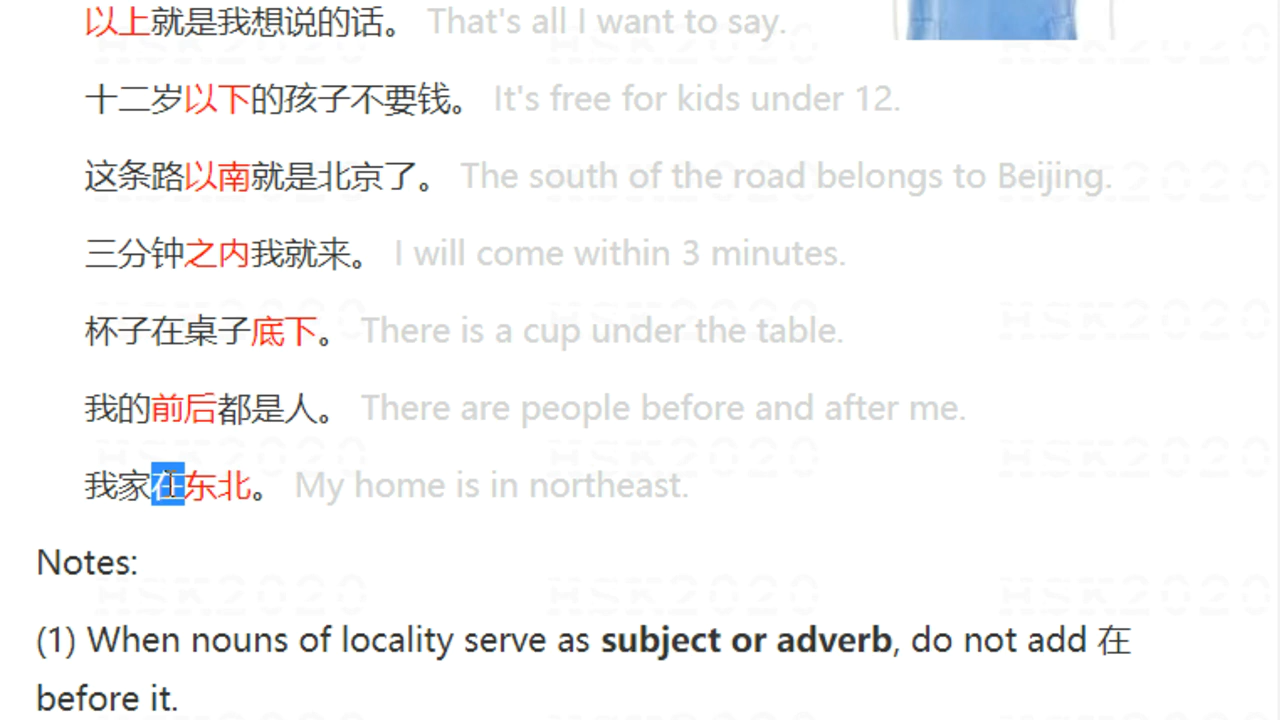 以上就是我想说的话。 That's all I want to say.
十二岁以下的孩子不要钱。 It's free for kids under 12.
这条路以南就是北京了。 The south of the road belongs to Beijing.
三分钟之内我就来。 I will come within 3 minutes.
杯子在桌子底下。 There is a cup under the table.
我的前后都是人。 There are people before and after me.
我家在东北。 My home is in northeast.
Notes:
(1) When nouns of locality serve as subject or adverb, do not add 在
before it.
HSK2020